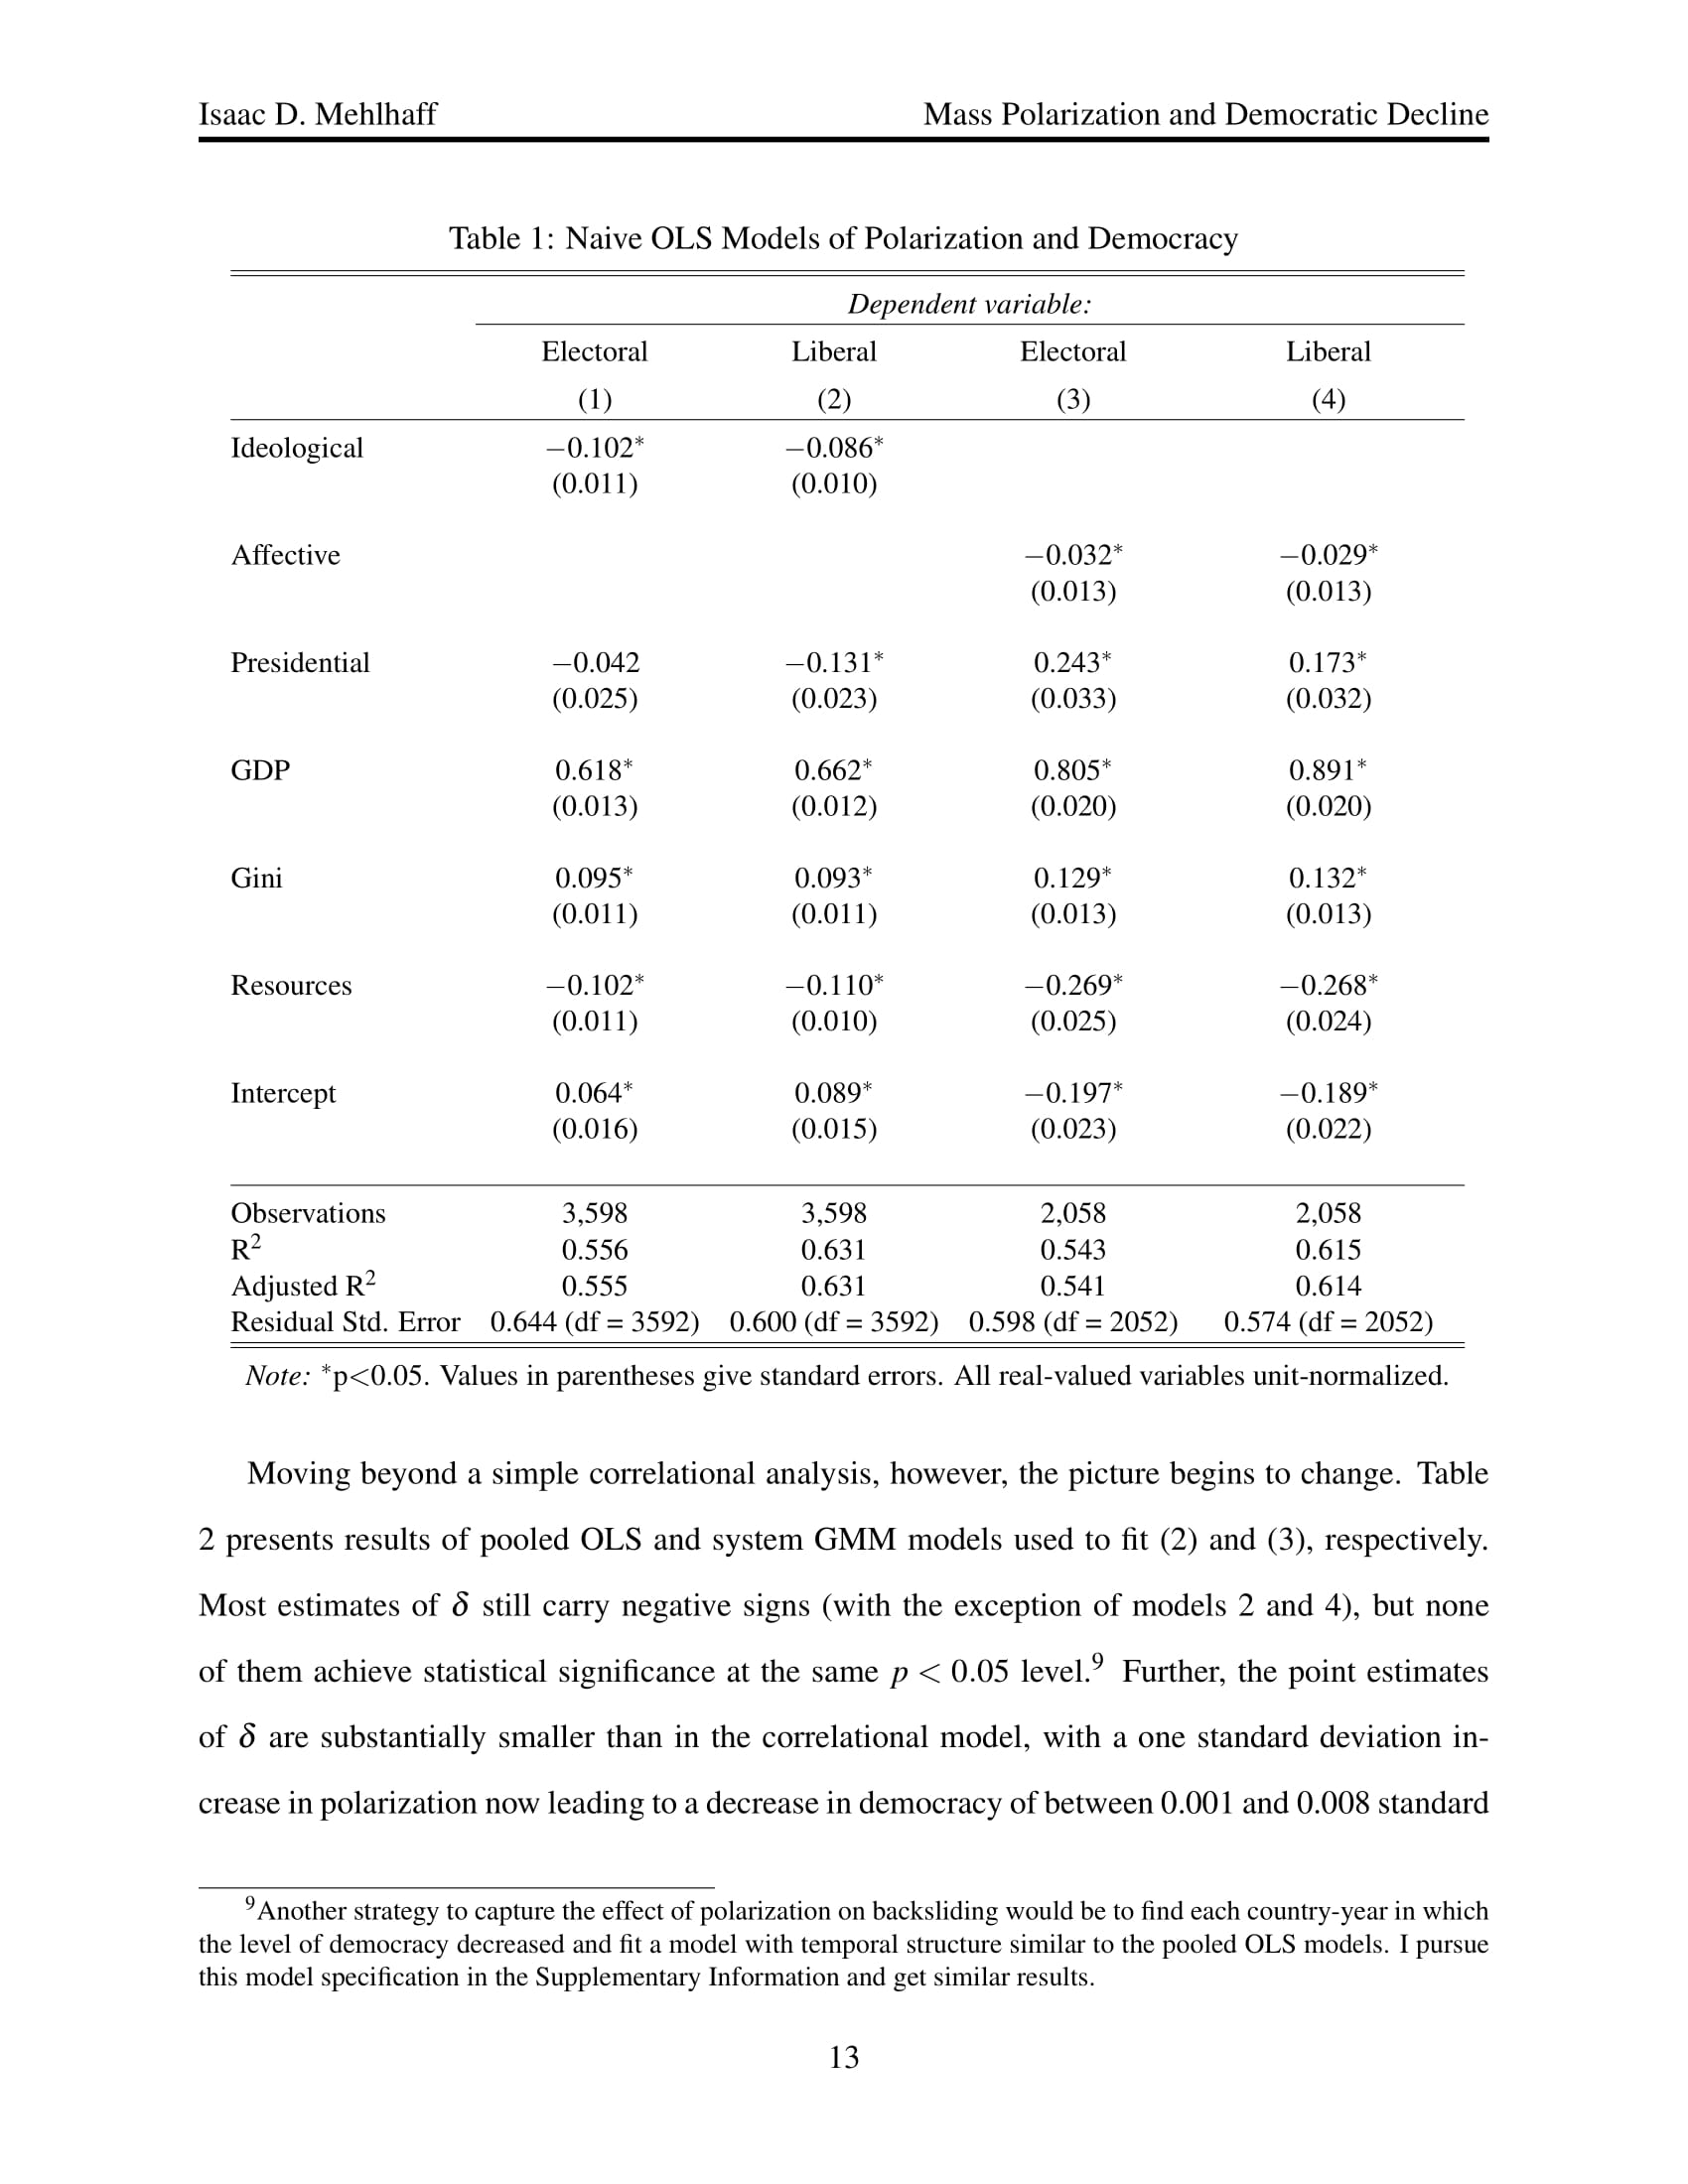 Isaac D. Mehlhaff Mass Polarization and Democratic Decline
Table 1: Naive OLS Models of Polarization and Democracy
Dependent variable:
Electoral Liberal Electoral Liberal
(1) (2) (3) (4)
Ideological −0.102* −0.086*
(0.011) (0.010)
Affective −0.032* −0.029*
(0.013) (0.013)
Presidential −0.042 −0.131* 0.243* 0.173*
(0.025) (0.023) (0.033) (0.032)
GDP 0.618* 0.662* 0.805* 0.891*
(0.013) (0.012) (0.020) (0.020)
Gini 0.095* 0.093* 0.129* 0.132*
(0.011) (0.011) (0.013) (0.013)
Resources −0.102* −0.110* −0.269* −0.268*
(0.011) (0.010) (0.025) (0.024)
Intercept 0.064* 0.089* −0.197* −0.189*
(0.016) (0.015) (0.023) (0.022)
Observations 3,598 3,598 2,058 2,058
R² 0.556 0.631 0.543 0.615
Adjusted R² 0.555 0.631 0.541 0.614
Residual Std. Error 0.644 (df = 3592) 0.600 (df = 3592) 0.598 (df = 2052) 0.574 (df = 2052)
Note: *p<0.05. Values in parentheses give standard errors. All real-valued variables unit-normalized.
Moving beyond a simple correlational analysis, however, the picture begins to change. Table
2 presents results of pooled OLS and system GMM models used to fit (2) and (3), respectively.
Most estimates of δ still carry negative signs (with the exception of models 2 and 4), but none
of them achieve statistical significance at the same p < 0.05 level.⁹ Further, the point estimates
of δ are substantially smaller than in the correlational model, with a one standard deviation in-
crease in polarization now leading to a decrease in democracy of between 0.001 and 0.008 standard
⁹Another strategy to capture the effect of polarization on backsliding would be to find each country-year in which
the level of democracy decreased and fit a model with temporal structure similar to the pooled OLS models. I pursue
this model specification in the Supplementary Information and get similar results.
13